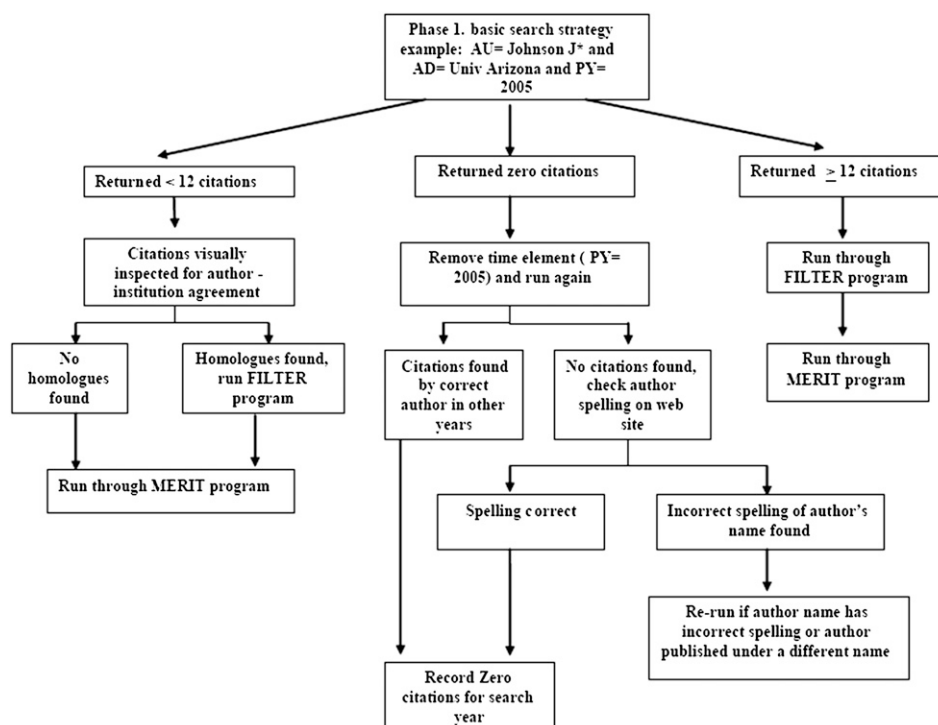 Phase 1. basic search strategy
example: AU= Johnson J* and
AD= Univ Arizona and PY=
2005
Returned < 12 citations
Returned zero citations
Returned ≥ 12 citations
Citations visually
inspected for author -
institution agreement
Remove time element ( PY=
2005) and run again
Run through
FILTER program
No
homologues
found
Homologues found,
run FILTER
program
Citations found
by correct
author in other
years
No citations found,
check author
spelling on web
site
Run through
MERIT program
Run through MERIT program
Spelling correct
Incorrect spelling of author's
name found
Re-run if author name has
incorrect spelling or author
published under a different name
Record Zero
citations for search
year